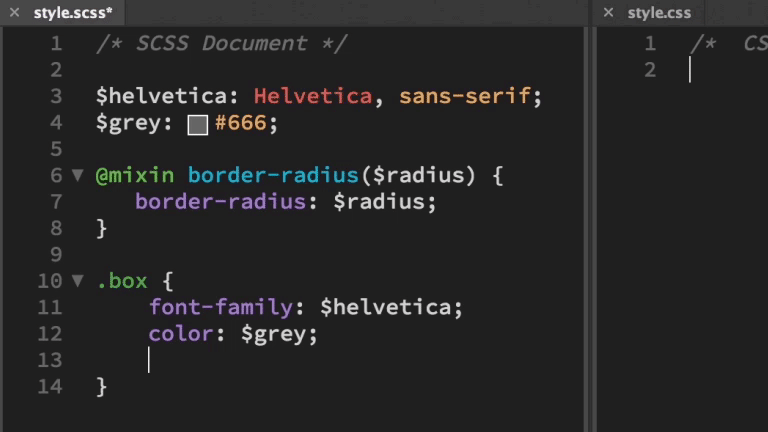 × style.scss*
× style.css
1 /* SCSS Document */
2
3 $helvetica: Helvetica, sans-serif;
4 $grey: #666;
5
6 ▼ @mixin border-radius($radius) {
7 border-radius: $radius;
8 }
9
10 ▼ .box {
11 font-family: $helvetica;
12 color: $grey;
13
14 }
1 /* CS
2